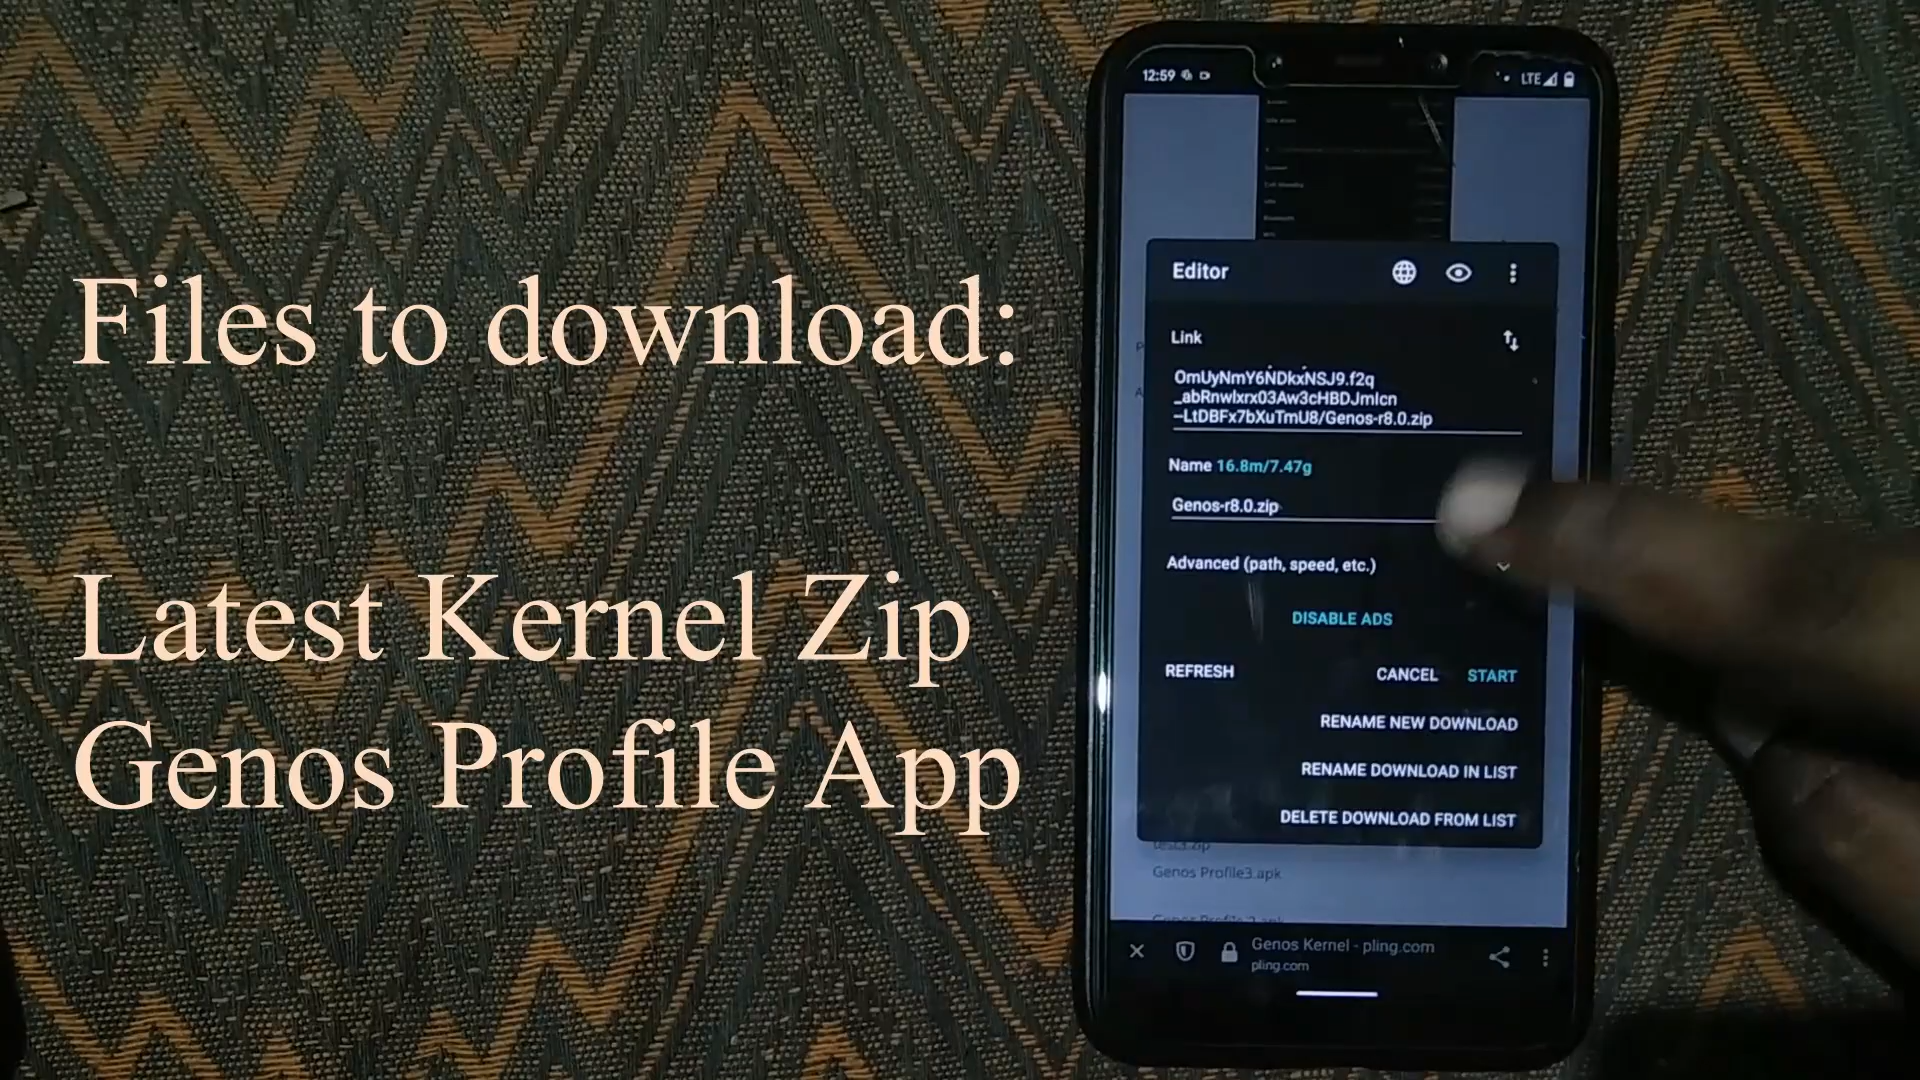 Files to download:
Latest Kernel Zip
Genos Profile App
12:59
LTE
Editor
Link
OmUyNmY6NDkxNSJ9.f2q
_abRnwlxrx03Aw3cHBDJmIcn
--LtDBFx7bXuTmU8/Genos-r8.0.zip
Name 16.8m/7.47g
Genos-r8.0.zip
Advanced (path, speed, etc.)
DISABLE ADS
REFRESH CANCEL START
RENAME NEW DOWNLOAD
RENAME DOWNLOAD IN LIST
DELETE DOWNLOAD FROM LIST
test3.zip
Genos Profile3.apk
Genos Kernel - pling.com
pling.com